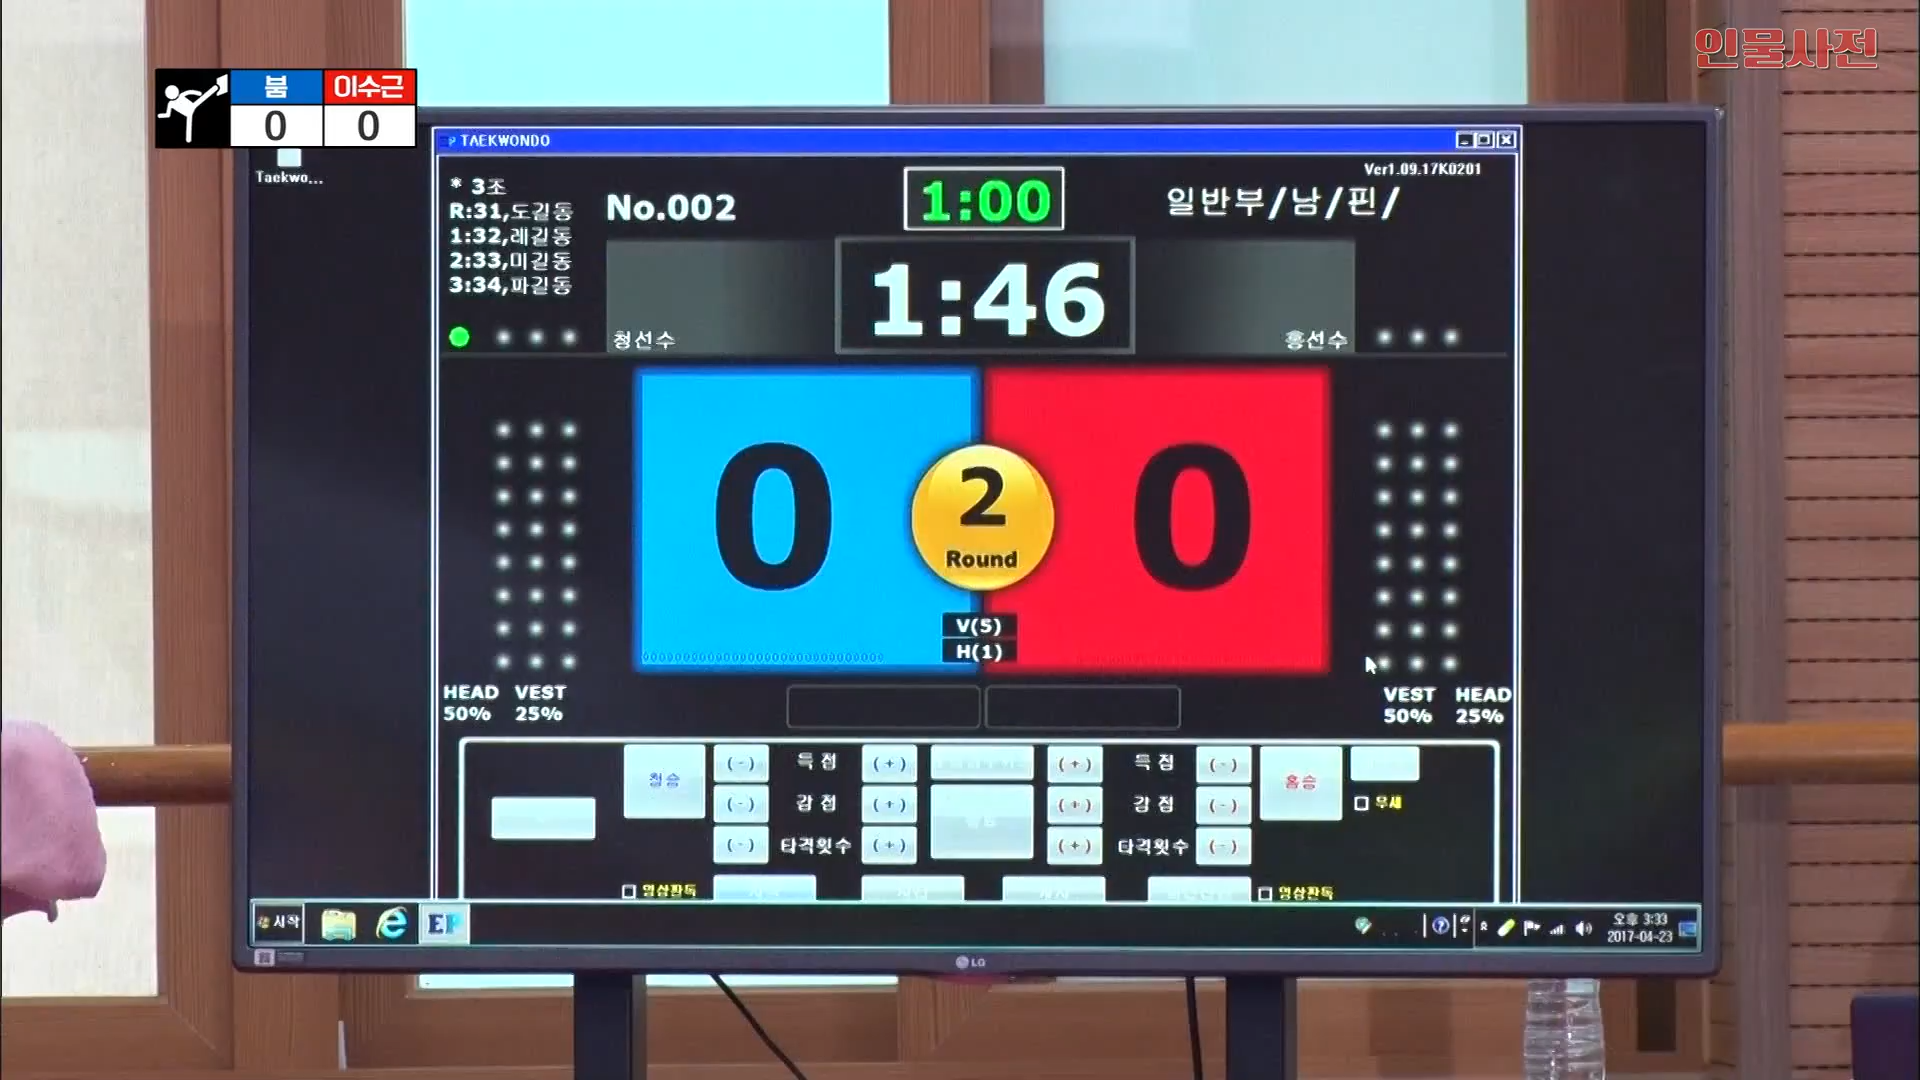 인물사전
붐 이수근
0 0
TAEKWONDO
Taekwo...
Ver1.09.17K0201
* 3조
R:31,도길동
1:32,레길동
2:33,미길동
3:34,파길동
No.002
1:00
일반부/남/핀/
1:46
청선수
홍선수
0
2
Round
0
V(5)
H(1)
HEAD VEST
50% 25%
VEST HEAD
50% 25%
청승 (-) 득점 (+) (+) 득점 (-) 홍승
(-) 감점 (+) (+) 감점 (-) 우세
(-) 타격횟수 (+) (+) 타격횟수 (-)
영상판독
영상판독
시작
EP
오후 3:33
2017-04-23
LG